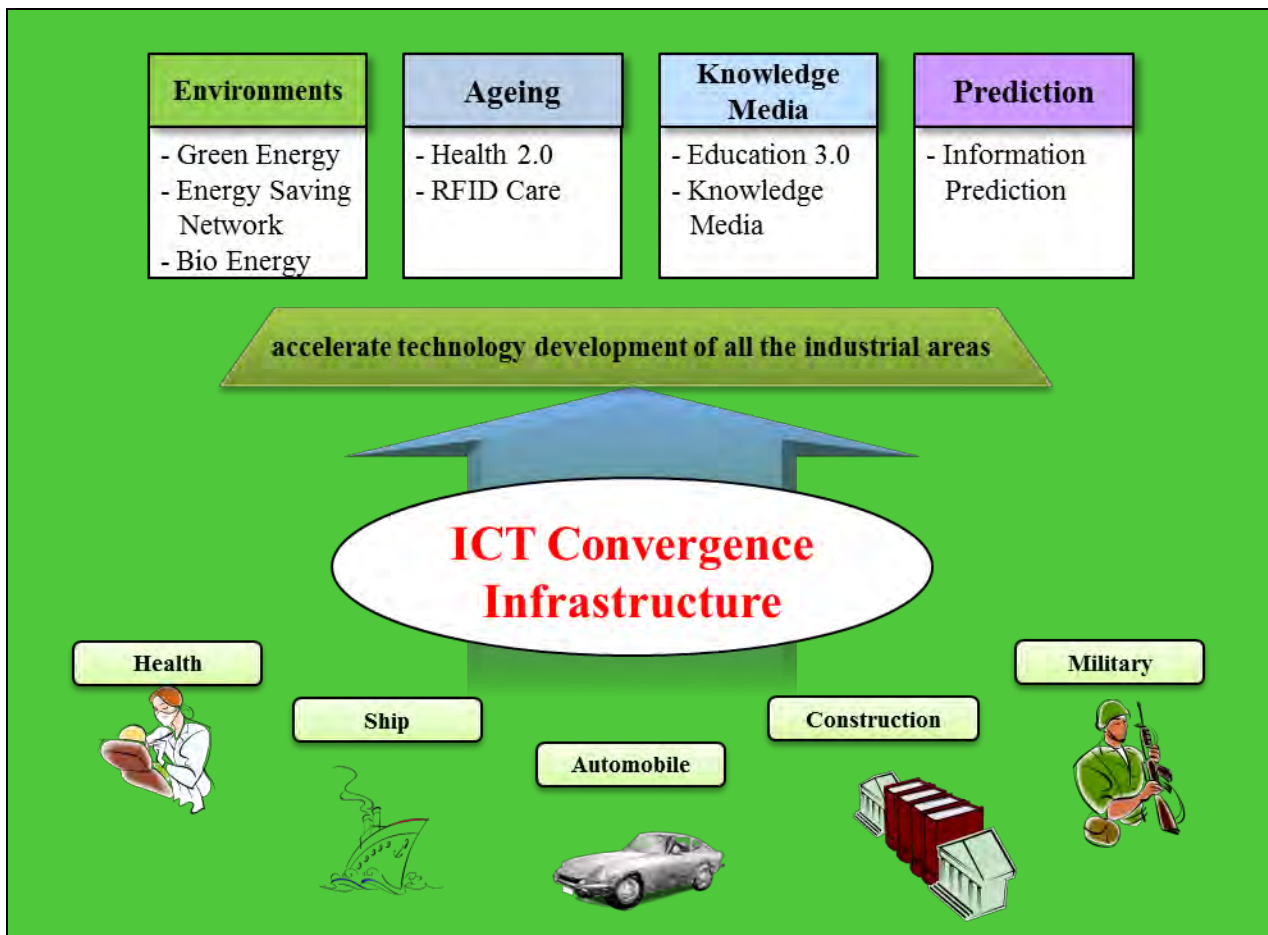 Environments
- Green Energy
- Energy Saving
Network
- Bio Energy
Ageing
- Health 2.0
- RFID Care
Knowledge
Media
- Education 3.0
- Knowledge
Media
Prediction
- Information
Prediction
accelerate technology development of all the industrial areas
ICT Convergence
Infrastructure
Health
Ship
Automobile
Construction
Military